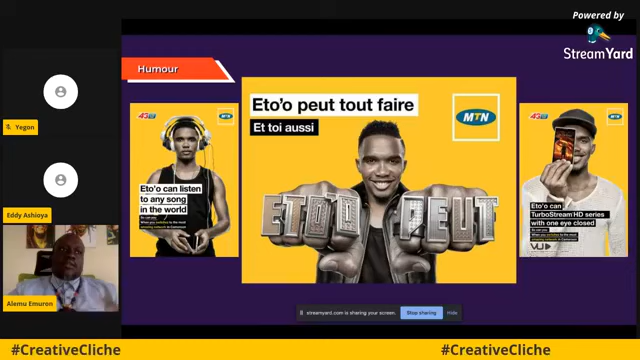 Powered by
StreamYard
Humour
Yegon
Eddy Ashioya
Alemu Emuron
4G
MTN
Eto'o can listen
to any song
in the world
Eto'o peut tout faire
Et toi aussi
MTN
ETO'O PEUT
4G
MTN
Eto'o can
TurboStream HD series
with one eye closed
streamyard.com is sharing your screen.
Stop sharing
Hide
#CreativeCliche
#CreativeCliche